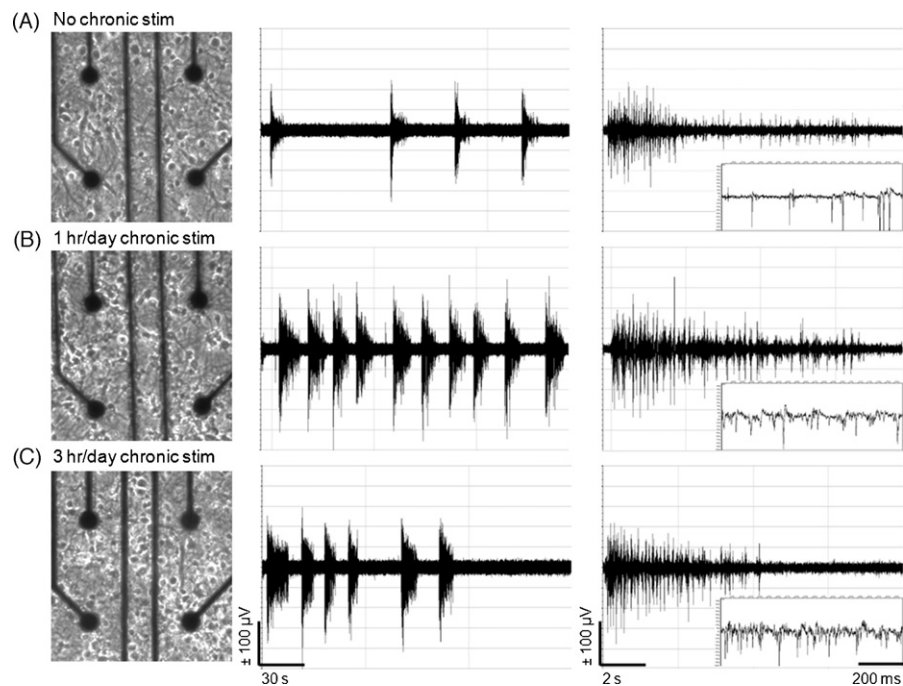 (A) No chronic stim
(B) 1 hr/day chronic stim
(C) 3 hr/day chronic stim
± 100 µV
± 100 µV
30 s
2 s
200 ms